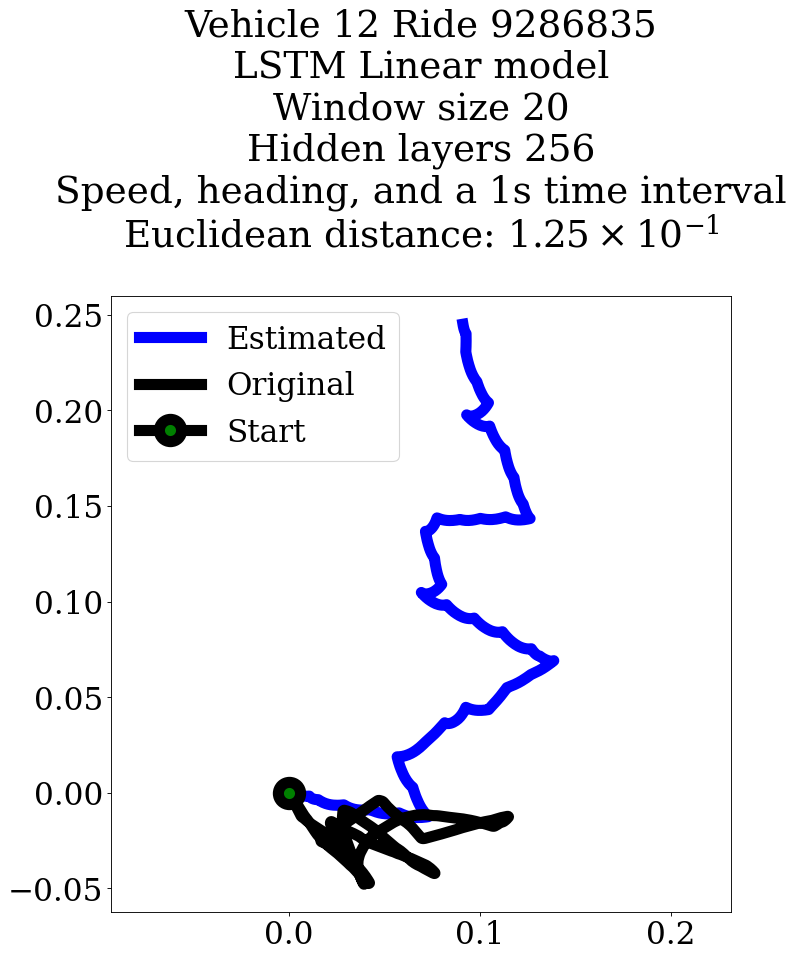 Vehicle 12 Ride 9286835
LSTM Linear model
Window size 20
Hidden layers 256
Speed, heading, and a 1s time interval
Euclidean distance: 1.25 × 10⁻¹
Estimated
Original
Start
0.25
0.20
0.15
0.10
0.05
0.00
−0.05
0.0 0.1 0.2